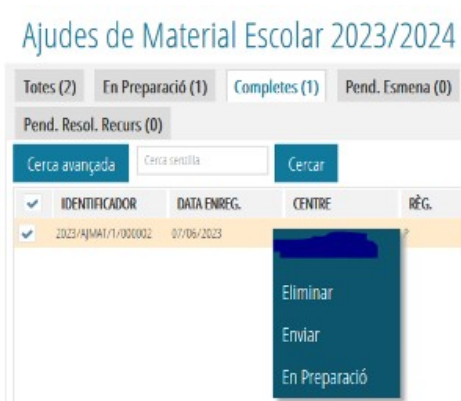 Ajudes de Material Escolar 2023/2024
Totes (2) En Preparació (1) Completes (1) Pend. Esmena (0)
Pend. Resol. Recurs (0)
Cerca avançada Cerca senzilla Cercar
IDENTIFICADOR DATA ENREG. CENTRE RÈG.
2023/AJMAT/1/000002 07/06/2023
Eliminar
Enviar
En Preparació